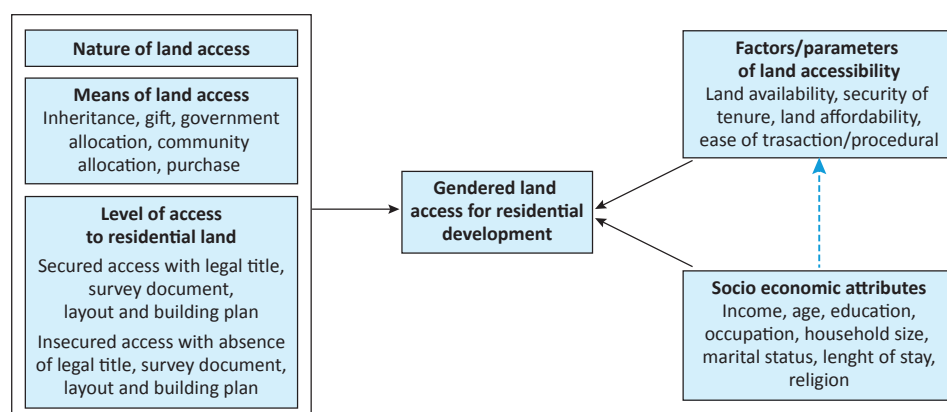 Nature of land access
Means of land access
Inheritance, gift, government
allocation, community
allocation, purchase
Level of access
to residential land
Secured access with legal title,
survey document,
layout and building plan
Insecured access with absence
of legal title, survey document,
layout and building plan
Gendered land
access for residential
development
Factors/parameters
of land accessibility
Land availability, security of
tenure, land affordability,
ease of trasaction/procedural
Socio economic attributes
Income, age, education,
occupation, household size,
marital status, lenght of stay,
religion